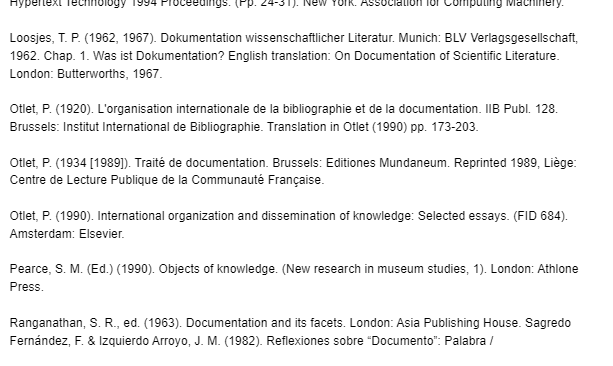 Hypertext Technology 1994 Proceedings. (Pp. 24-31). New York: Association for Computing Machinery.
Loosjes, T. P. (1962, 1967). Dokumentation wissenschaftlicher Literatur. Munich: BLV Verlagsgesellschaft,
1962. Chap. 1. Was ist Dokumentation? English translation: On Documentation of Scientific Literature.
London: Butterworths, 1967.
Otlet, P. (1920). L'organisation internationale de la bibliographie et de la documentation. IIB Publ. 128.
Brussels: Institut International de Bibliographie. Translation in Otlet (1990) pp. 173-203.
Otlet, P. (1934 [1989]). Traité de documentation. Brussels: Editiones Mundaneum. Reprinted 1989, Liège:
Centre de Lecture Publique de la Communauté Française.
Otlet, P. (1990). International organization and dissemination of knowledge: Selected essays. (FID 684).
Amsterdam: Elsevier.
Pearce, S. M. (Ed.) (1990). Objects of knowledge. (New research in museum studies, 1). London: Athlone
Press.
Ranganathan, S. R., ed. (1963). Documentation and its facets. London: Asia Publishing House. Sagredo
Fernández, F. & Izquierdo Arroyo, J. M. (1982). Reflexiones sobre “Documento”: Palabra /